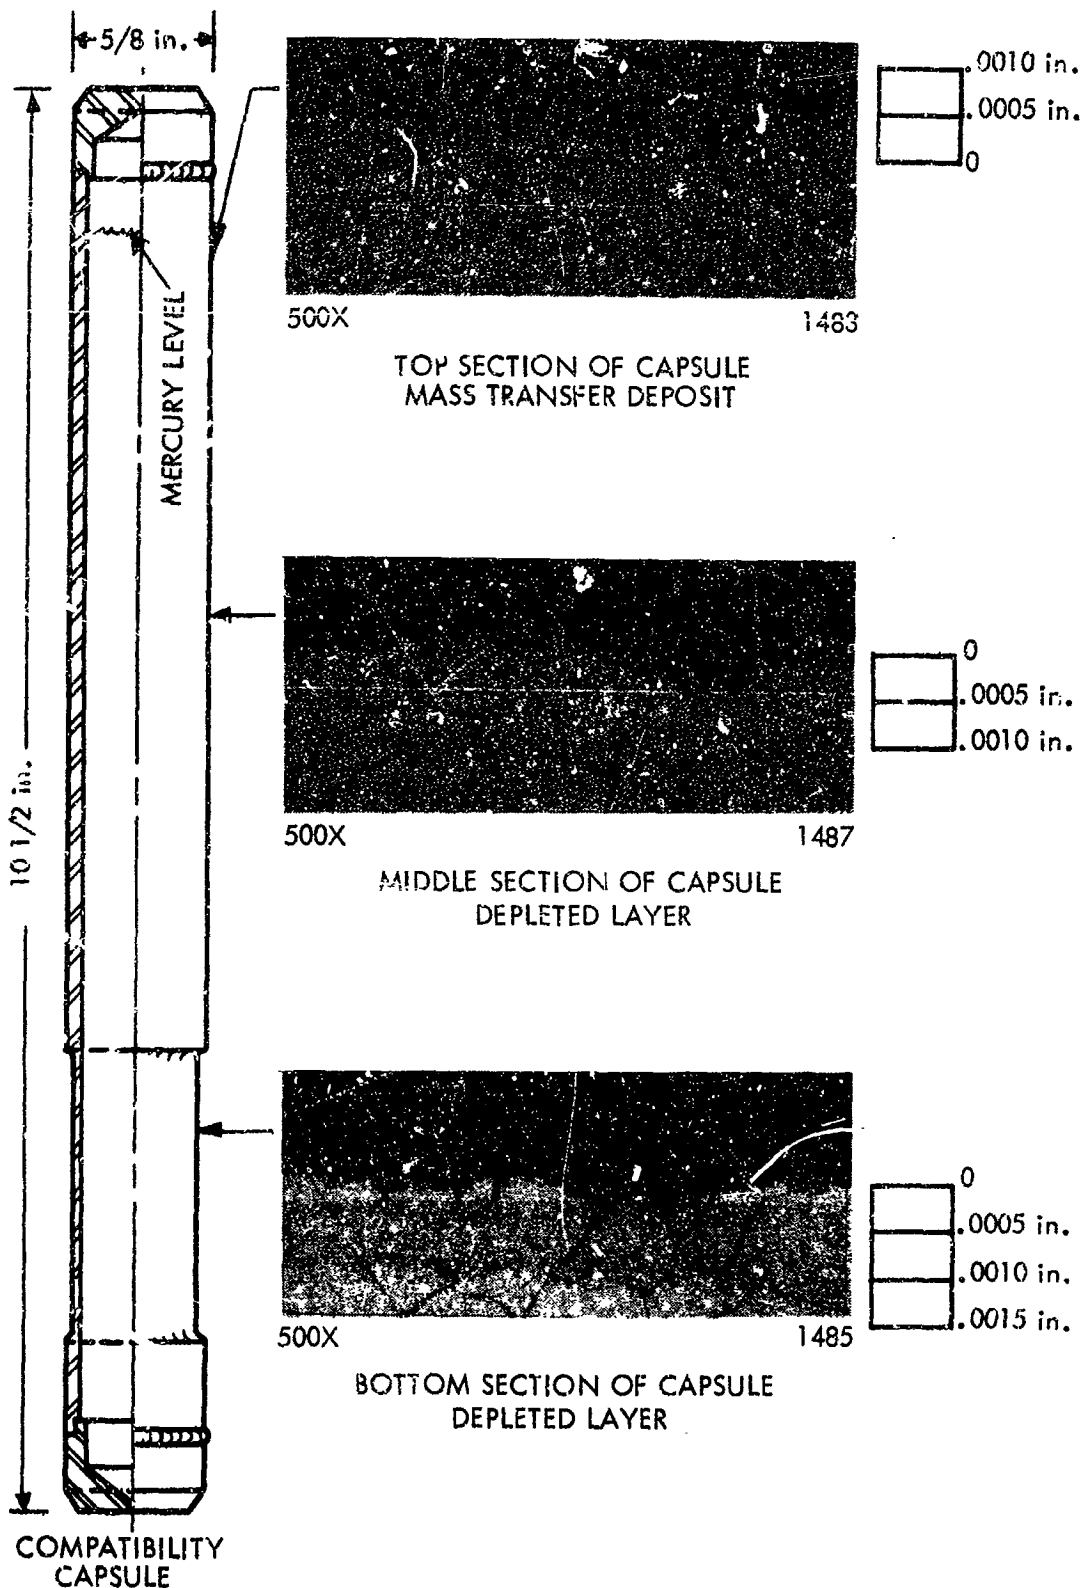 5/8 in.
.0010 in.
.0005 in.
0
500X 1483
TOP SECTION OF CAPSULE
MASS TRANSFER DEPOSIT
MERCURY LEVEL
10 1/2 in.
0
.0005 in.
.0010 in.
500X 1487
MIDDLE SECTION OF CAPSULE
DEPLETED LAYER
0
.0005 in.
.0010 in.
.0015 in.
500X 1485
BOTTOM SECTION OF CAPSULE
DEPLETED LAYER
COMPATIBILITY
CAPSULE